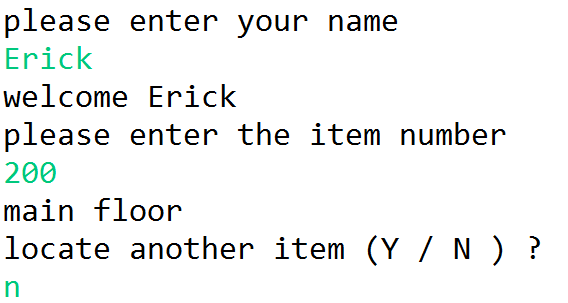 please enter your name
Erick
welcome Erick
please enter the item number
200
main floor
locate another item (Y / N ) ?
n